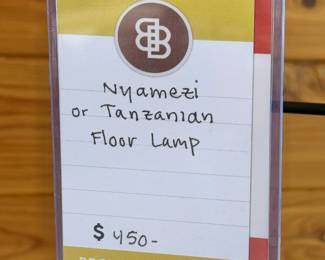 Nyamezi
or Tanzanian
Floor Lamp
$ 450-